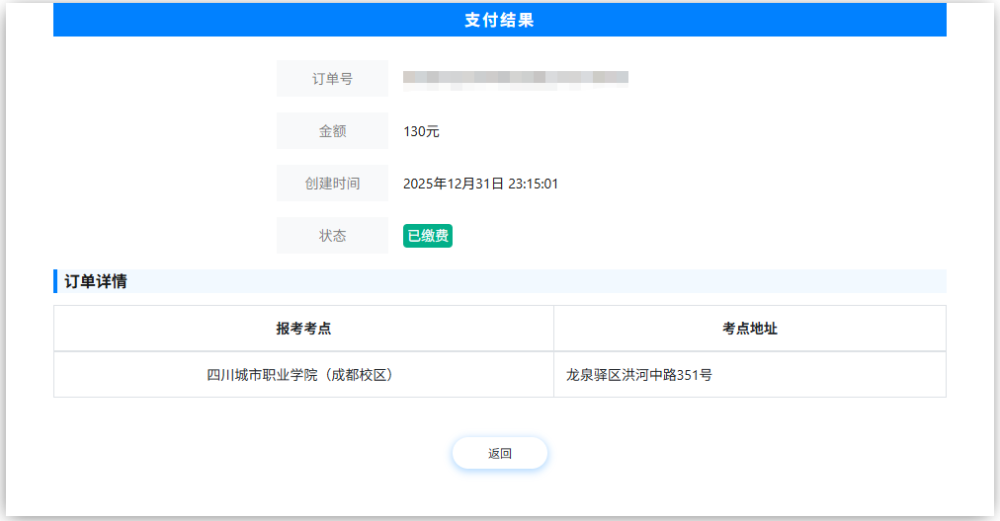 支付结果
订单号
金额 130元
创建时间 2025年12月31日 23:15:01
状态 已缴费
订单详情
报考考点 考点地址
四川城市职业学院（成都校区） 龙泉驿区洪河中路351号
返回